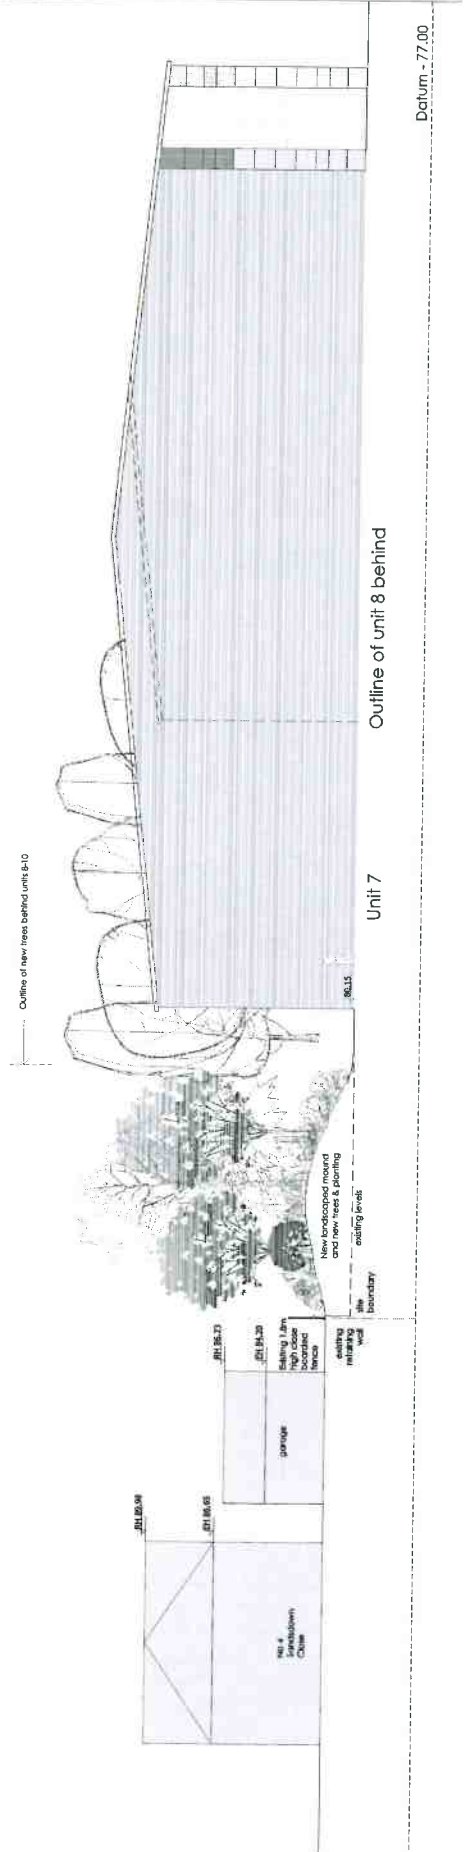 Outline of new trees behind units 8-10
RH 89.98
EH 86.65
No 4
Sandsdown
Close
RH 86.23
EH 84.20
garage
Existing 1.8m
high close
boarded
fence
existing
retaining
wall
site
boundary
New landscaped mound
and new trees & planting
existing levels
80.15
Unit 7
Outline of unit 8 behind
Datum - 77.00